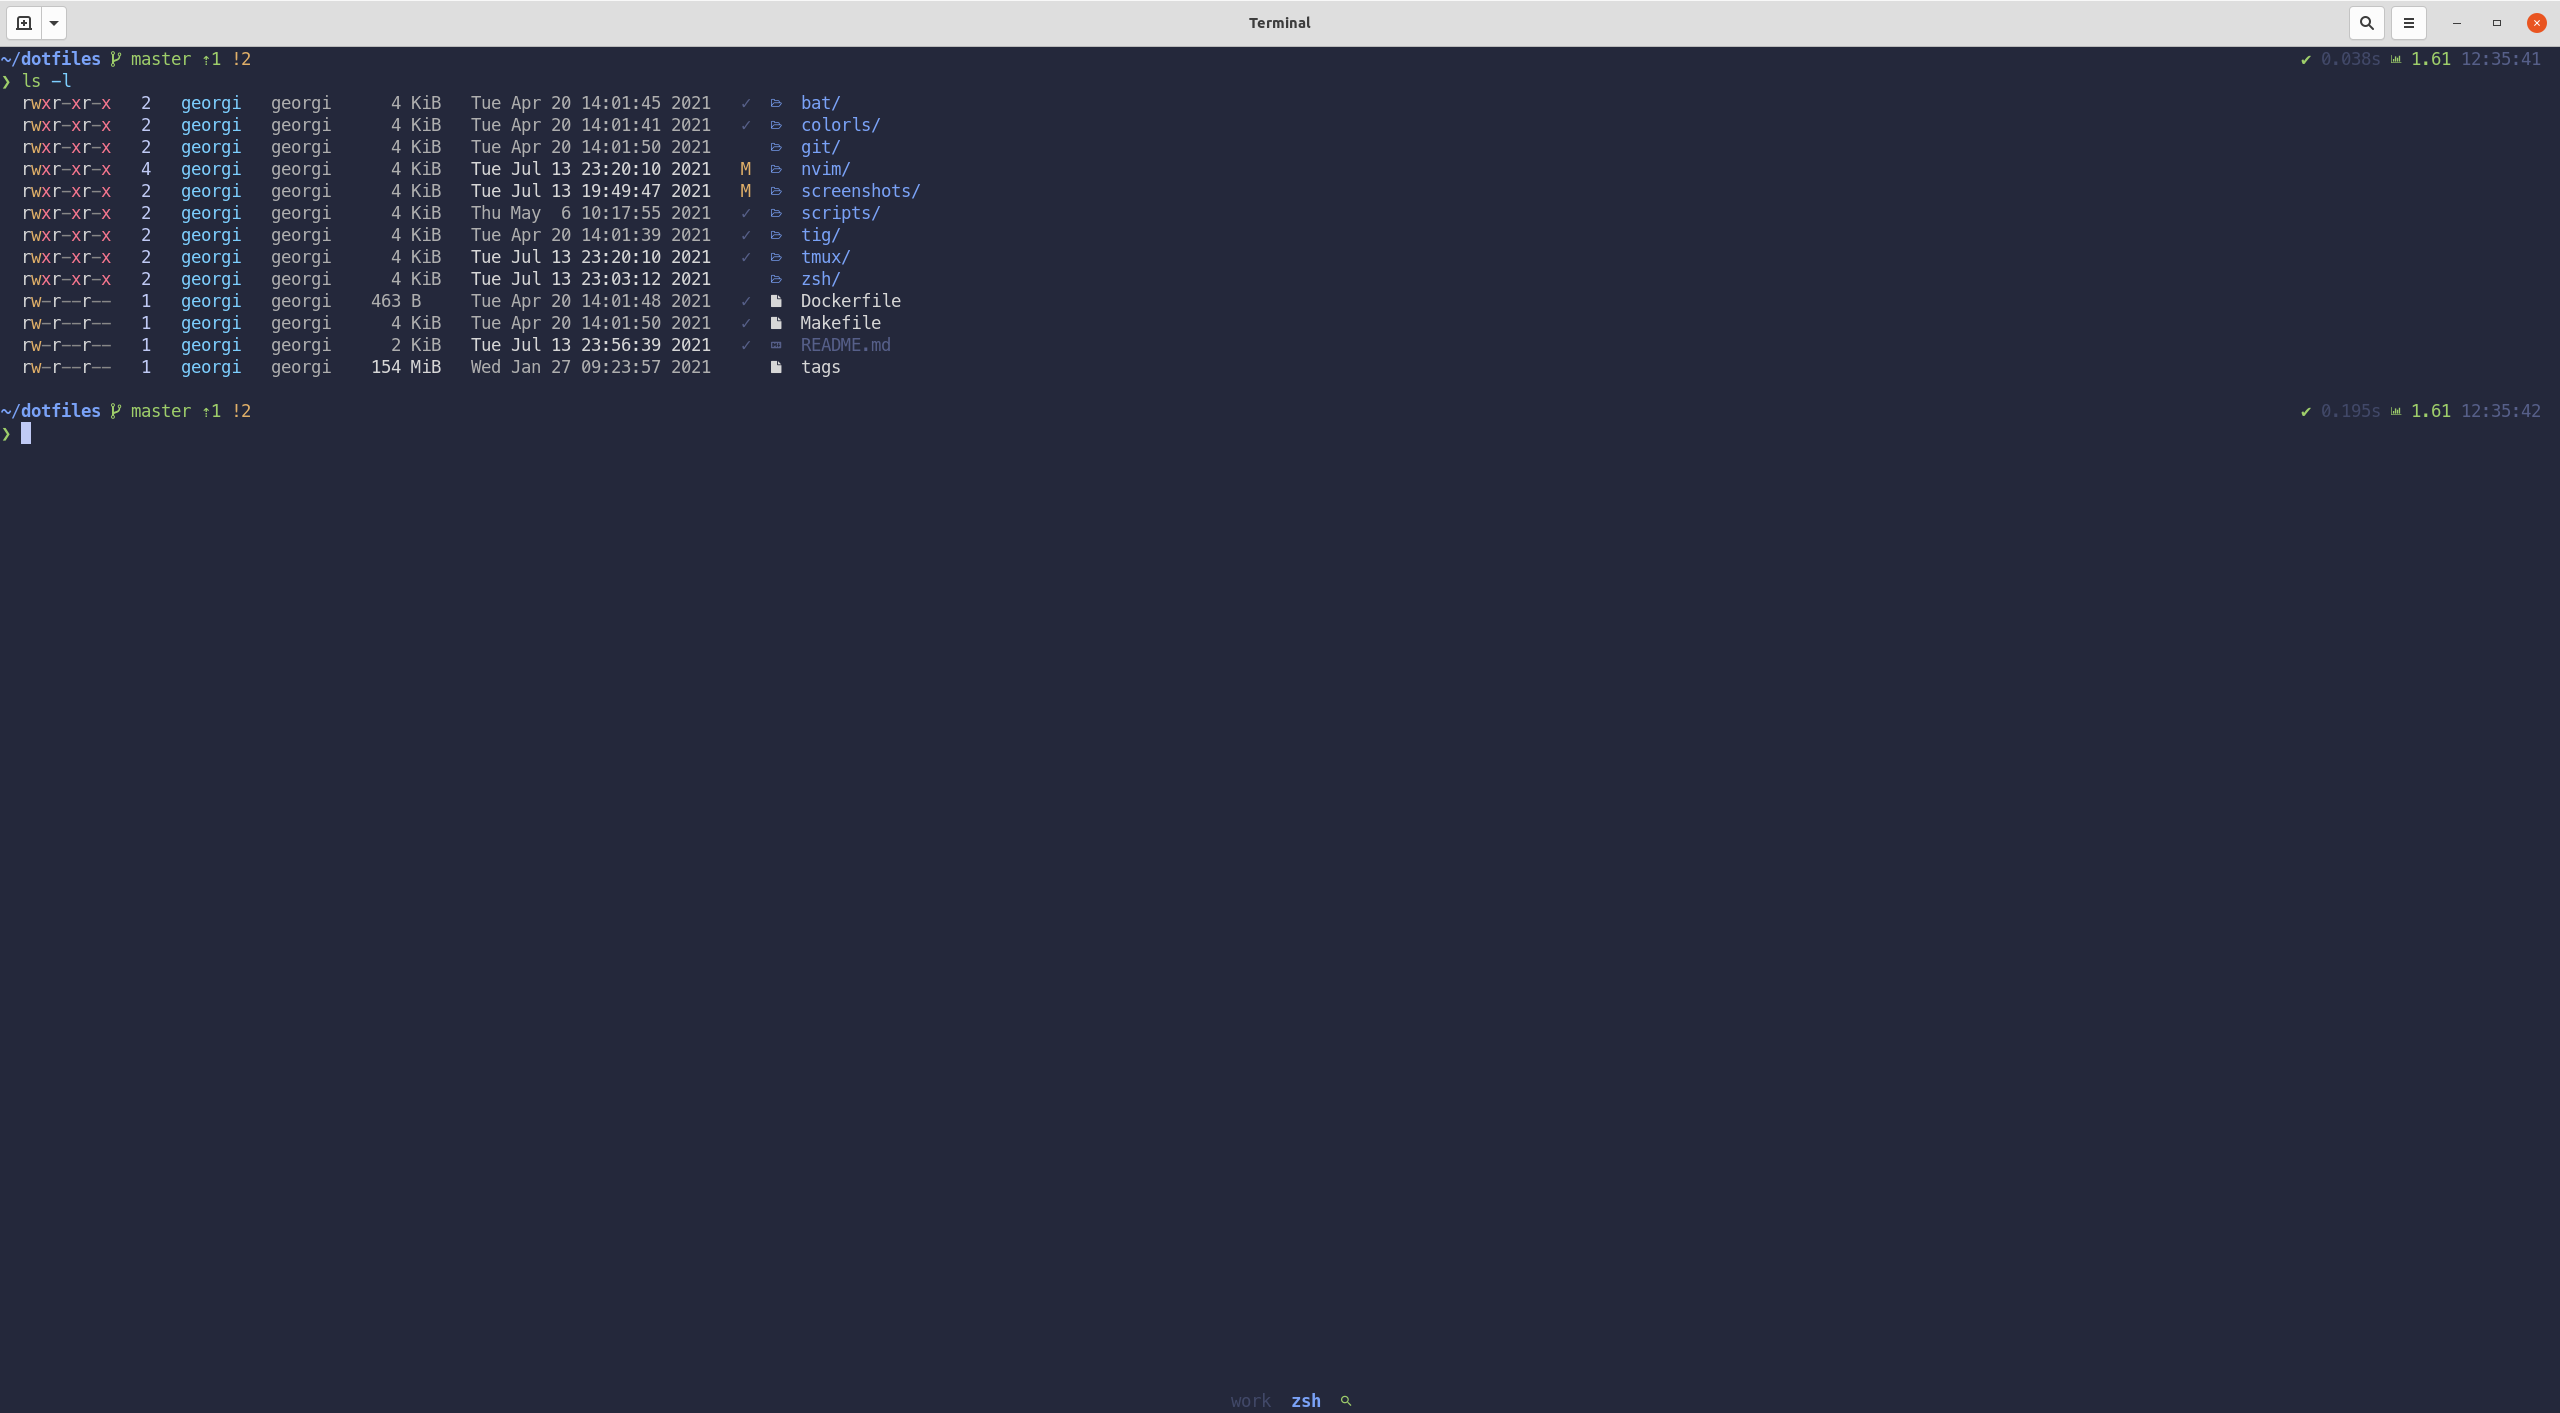 Terminal
~/dotfiles master ⇡1 !2 ✔ 0.038s 1.61 12:35:41
❯ ls -l
rwxr-xr-x 2 georgi georgi 4 KiB Tue Apr 20 14:01:45 2021 ✓ bat/
rwxr-xr-x 2 georgi georgi 4 KiB Tue Apr 20 14:01:41 2021 ✓ colorls/
rwxr-xr-x 2 georgi georgi 4 KiB Tue Apr 20 14:01:50 2021 git/
rwxr-xr-x 4 georgi georgi 4 KiB Tue Jul 13 23:20:10 2021 M nvim/
rwxr-xr-x 2 georgi georgi 4 KiB Tue Jul 13 19:49:47 2021 M screenshots/
rwxr-xr-x 2 georgi georgi 4 KiB Thu May 6 10:17:55 2021 ✓ scripts/
rwxr-xr-x 2 georgi georgi 4 KiB Tue Apr 20 14:01:39 2021 ✓ tig/
rwxr-xr-x 2 georgi georgi 4 KiB Tue Jul 13 23:20:10 2021 ✓ tmux/
rwxr-xr-x 2 georgi georgi 4 KiB Tue Jul 13 23:03:12 2021 zsh/
rw-r--r-- 1 georgi georgi 463 B Tue Apr 20 14:01:48 2021 ✓ Dockerfile
rw-r--r-- 1 georgi georgi 4 KiB Tue Apr 20 14:01:50 2021 ✓ Makefile
rw-r--r-- 1 georgi georgi 2 KiB Tue Jul 13 23:56:39 2021 ✓ README.md
rw-r--r-- 1 georgi georgi 154 MiB Wed Jan 27 09:23:57 2021 tags
~/dotfiles master ⇡1 !2 ✔ 0.195s 1.61 12:35:42
❯
work zsh